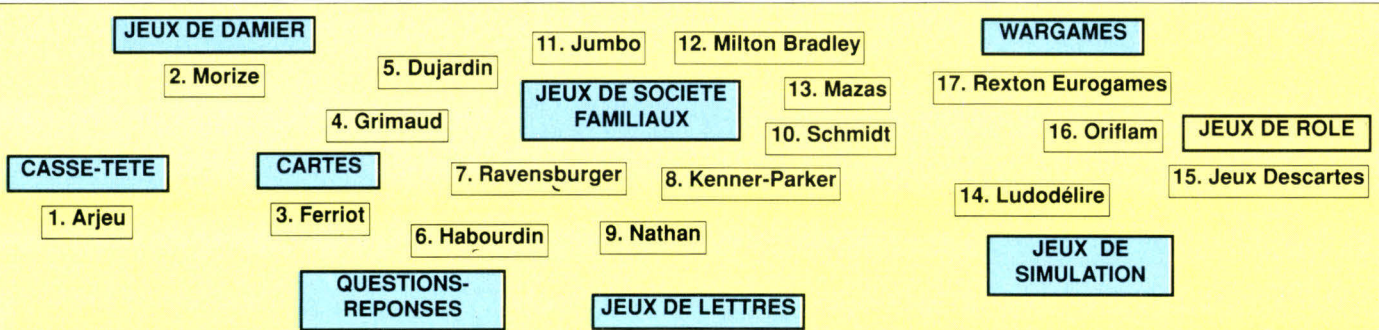 JEUX DE DAMIER
11. Jumbo
12. Milton Bradley
WARGAMES
2. Morize
5. Dujardin
JEUX DE SOCIETE
FAMILIAUX
13. Mazas
17. Rexton Eurogames
4. Grimaud
10. Schmidt
16. Oriflam
JEUX DE ROLE
CASSE-TETE
CARTES
7. Ravensburger
8. Kenner-Parker
14. Ludodélire
15. Jeux Descartes
1. Arjeu
3. Ferriot
6. Habourdin
9. Nathan
JEUX DE
SIMULATION
QUESTIONS-
REPONSES
JEUX DE LETTRES